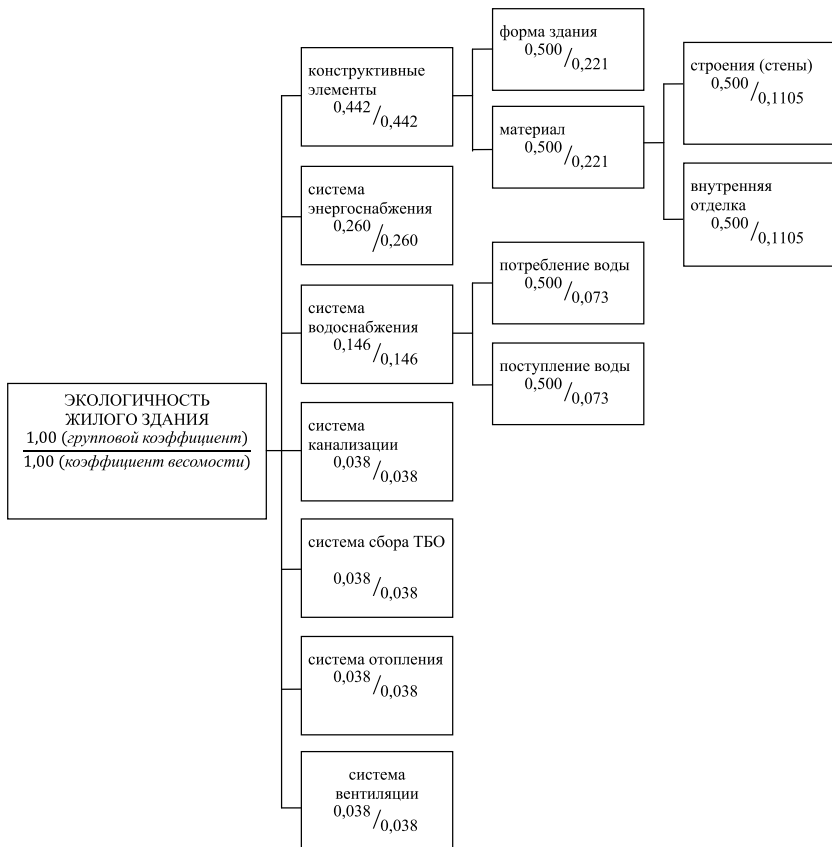 ЭКОЛОГИЧНОСТЬ
ЖИЛОГО ЗДАНИЯ
1,00 (групповой коэффициент)
1,00 (коэффициент весомости)
конструктивные
элементы
0,442/0,442
форма здания
0,500/0,221
материал
0,500/0,221
строения (стены)
0,500/0,1105
внутренняя
отделка
0,500/0,1105
система
энергоснабжения
0,260/0,260
система
водоснабжения
0,146/0,146
потребление воды
0,500/0,073
поступление воды
0,500/0,073
система
канализации
0,038/0,038
система сбора ТБО
0,038/0,038
система отопления
0,038/0,038
система
вентиляции
0,038/0,038